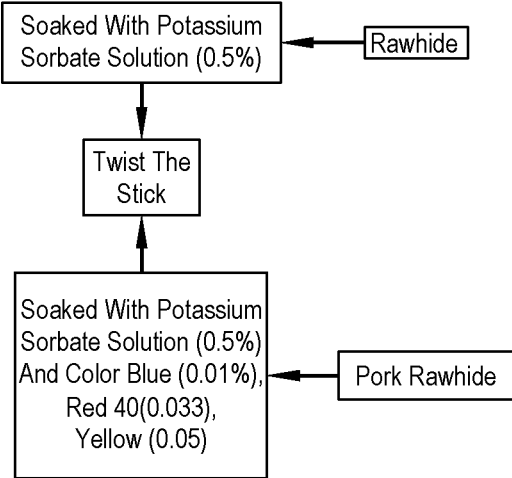 Soaked With Potassium
Sorbate Solution (0.5%)
Rawhide
Twist The
Stick
Soaked With Potassium
Sorbate Solution (0.5%)
And Color Blue (0.01%),
Red 40(0.033),
Yellow (0.05)
Pork Rawhide